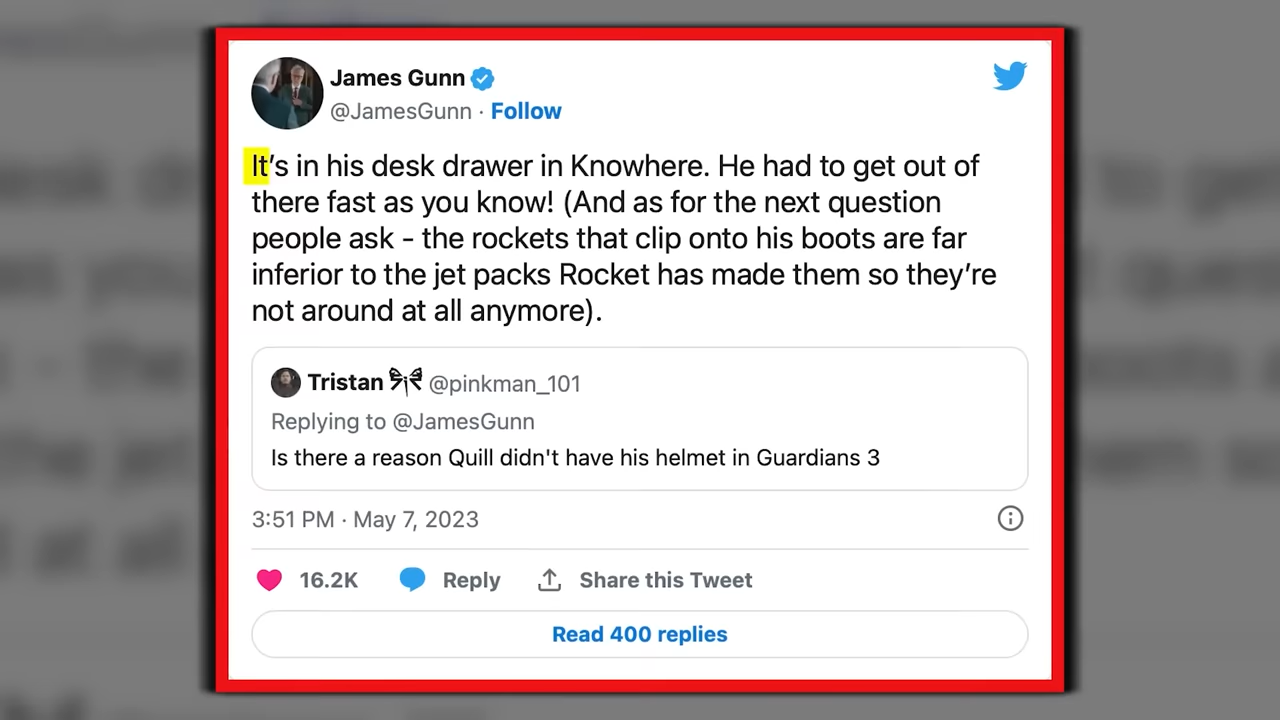 James Gunn
@JamesGunn · Follow
It's in his desk drawer in Knowhere. He had to get out of
there fast as you know! (And as for the next question
people ask - the rockets that clip onto his boots are far
inferior to the jet packs Rocket has made them so they're
not around at all anymore).
Tristan @pinkman_101
Replying to @JamesGunn
Is there a reason Quill didn't have his helmet in Guardians 3
3:51 PM · May 7, 2023
16.2K Reply Share this Tweet
Read 400 replies